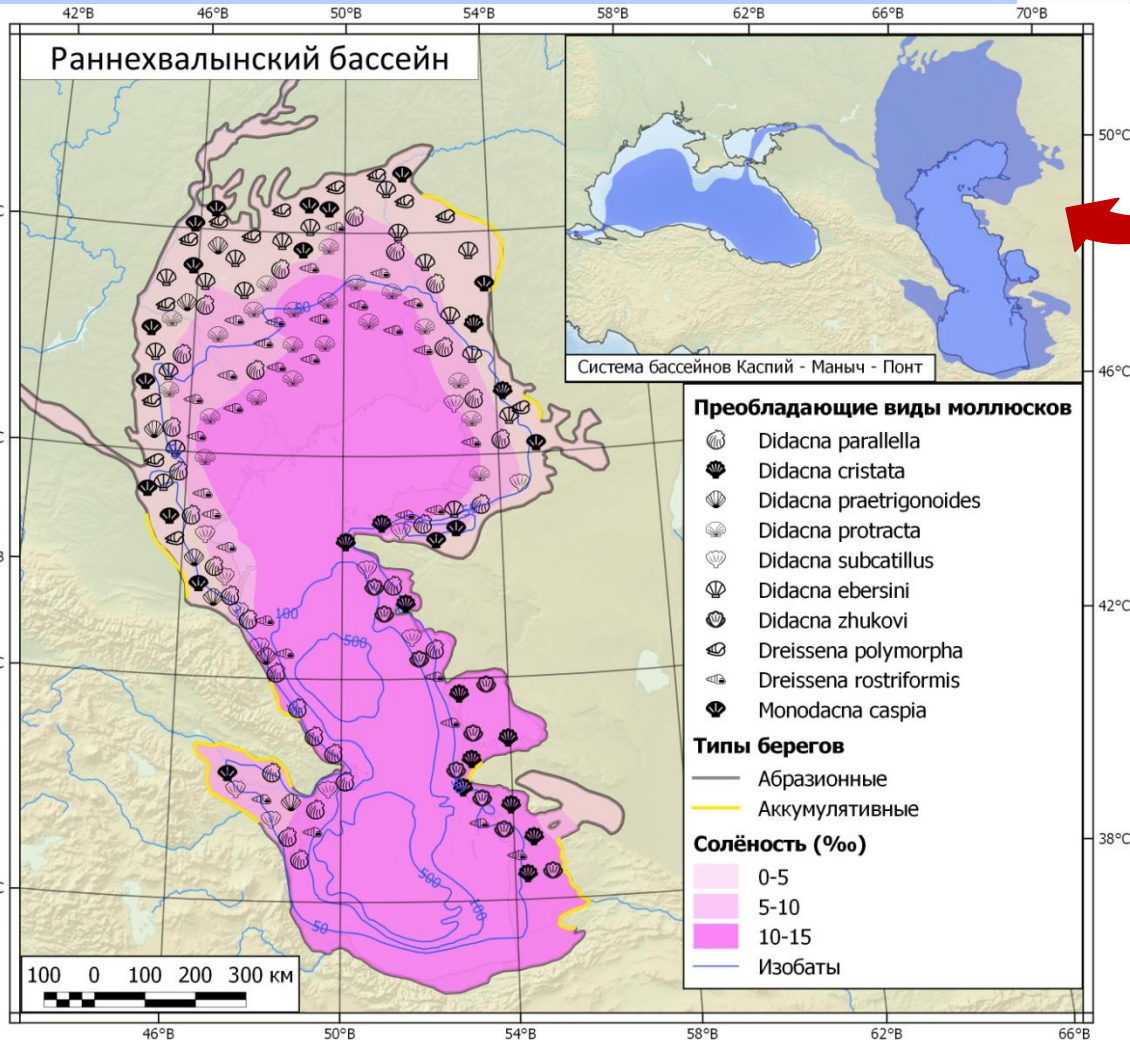 42°В 46°В 50°В 54°В 58°В 62°В 66°В 70°В
Раннехвалынский бассейн
50°С
46°С
42°С
38°С
Система бассейнов Каспий - Маныч - Понт
Преобладающие виды моллюсков
Didacna parallella
Didacna cristata
Didacna praetrigonoides
Didacna protracta
Didacna subcatillus
Didacna ebersini
Didacna zhukovi
Dreissena polymorpha
Dreissena rostriformis
Monodacna caspia
Типы берегов
Абразионные
Аккумулятивные
Солёность (‰)
0-5
5-10
10-15
Изобаты
50
100
500
500
100
50
100 0 100 200 300 км
46°В 50°В 54°В 58°В 62°В 66°В